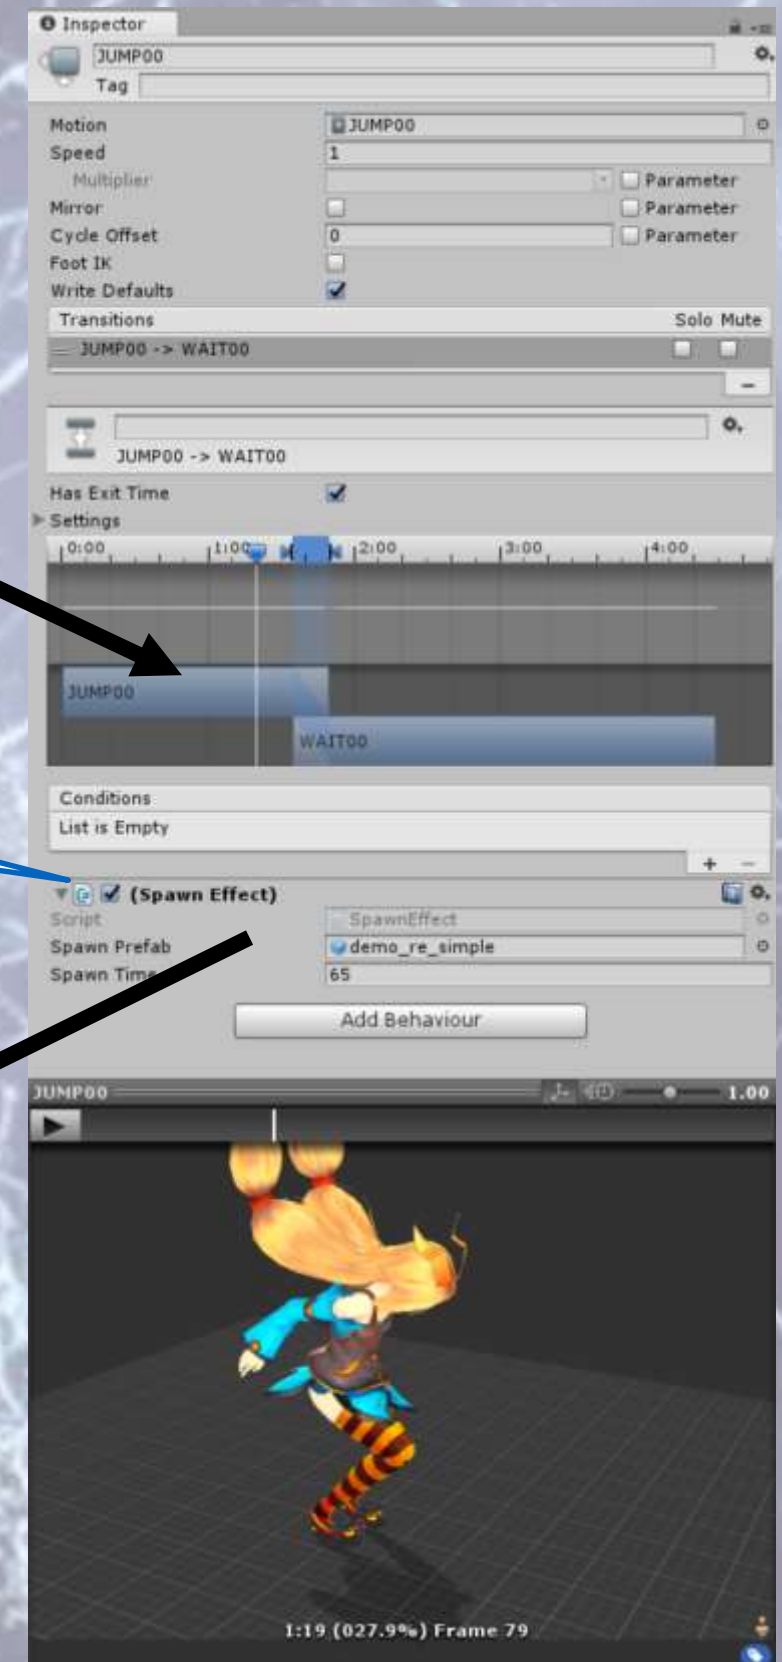 Inspector
JUMP00
Tag
Motion JUMP00
Speed 1
Multiplier Parameter
Mirror Parameter
Cycle Offset 0 Parameter
Foot IK
Write Defaults
Transitions Solo Mute
JUMP00 -> WAIT00
JUMP00 -> WAIT00
Has Exit Time
Settings
0:00 1:00 2:00 3:00 4:00
JUMP00
WAIT00
Conditions
List is Empty
(Spawn Effect)
Script SpawnEffect
Spawn Prefab demo_re_simple
Spawn Time 65
Add Behaviour
JUMP00 1.00
1:19 (027.9%) Frame 79